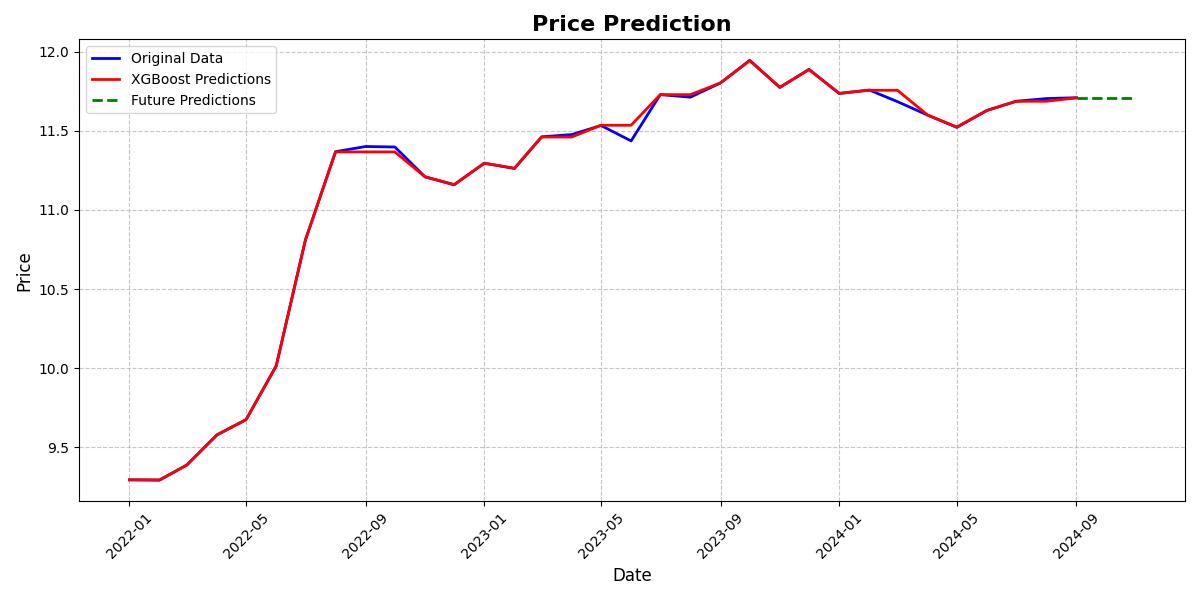 Price Prediction
Original Data
XGBoost Predictions
Future Predictions
Price
12.0
11.5
11.0
10.5
10.0
9.5
2022-01
2022-05
2022-09
2023-01
2023-05
2023-09
2024-01
2024-05
2024-09
Date